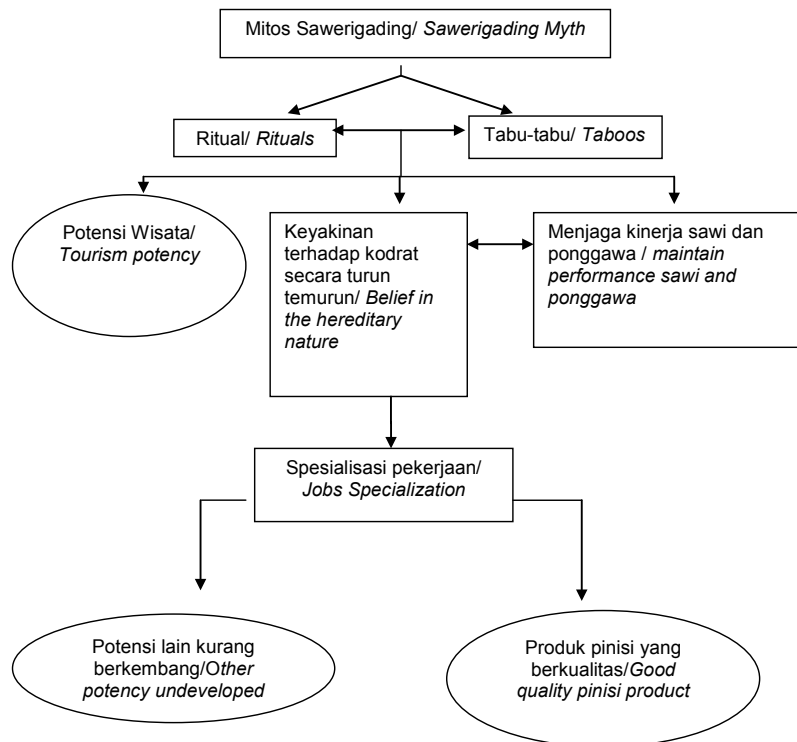 Mitos Sawerigading/ Sawerigading Myth
Ritual/ Rituals
Tabu-tabu/ Taboos
Potensi Wisata/
Tourism potency
Keyakinan
terhadap kodrat
secara turun
temurun/ Belief in
the hereditary
nature
Menjaga kinerja sawi dan
ponggawa / maintain
performance sawi and
ponggawa
Spesialisasi pekerjaan/
Jobs Specialization
Potensi lain kurang
berkembang/Other
potency undeveloped
Produk pinisi yang
berkualitas/Good
quality pinisi product